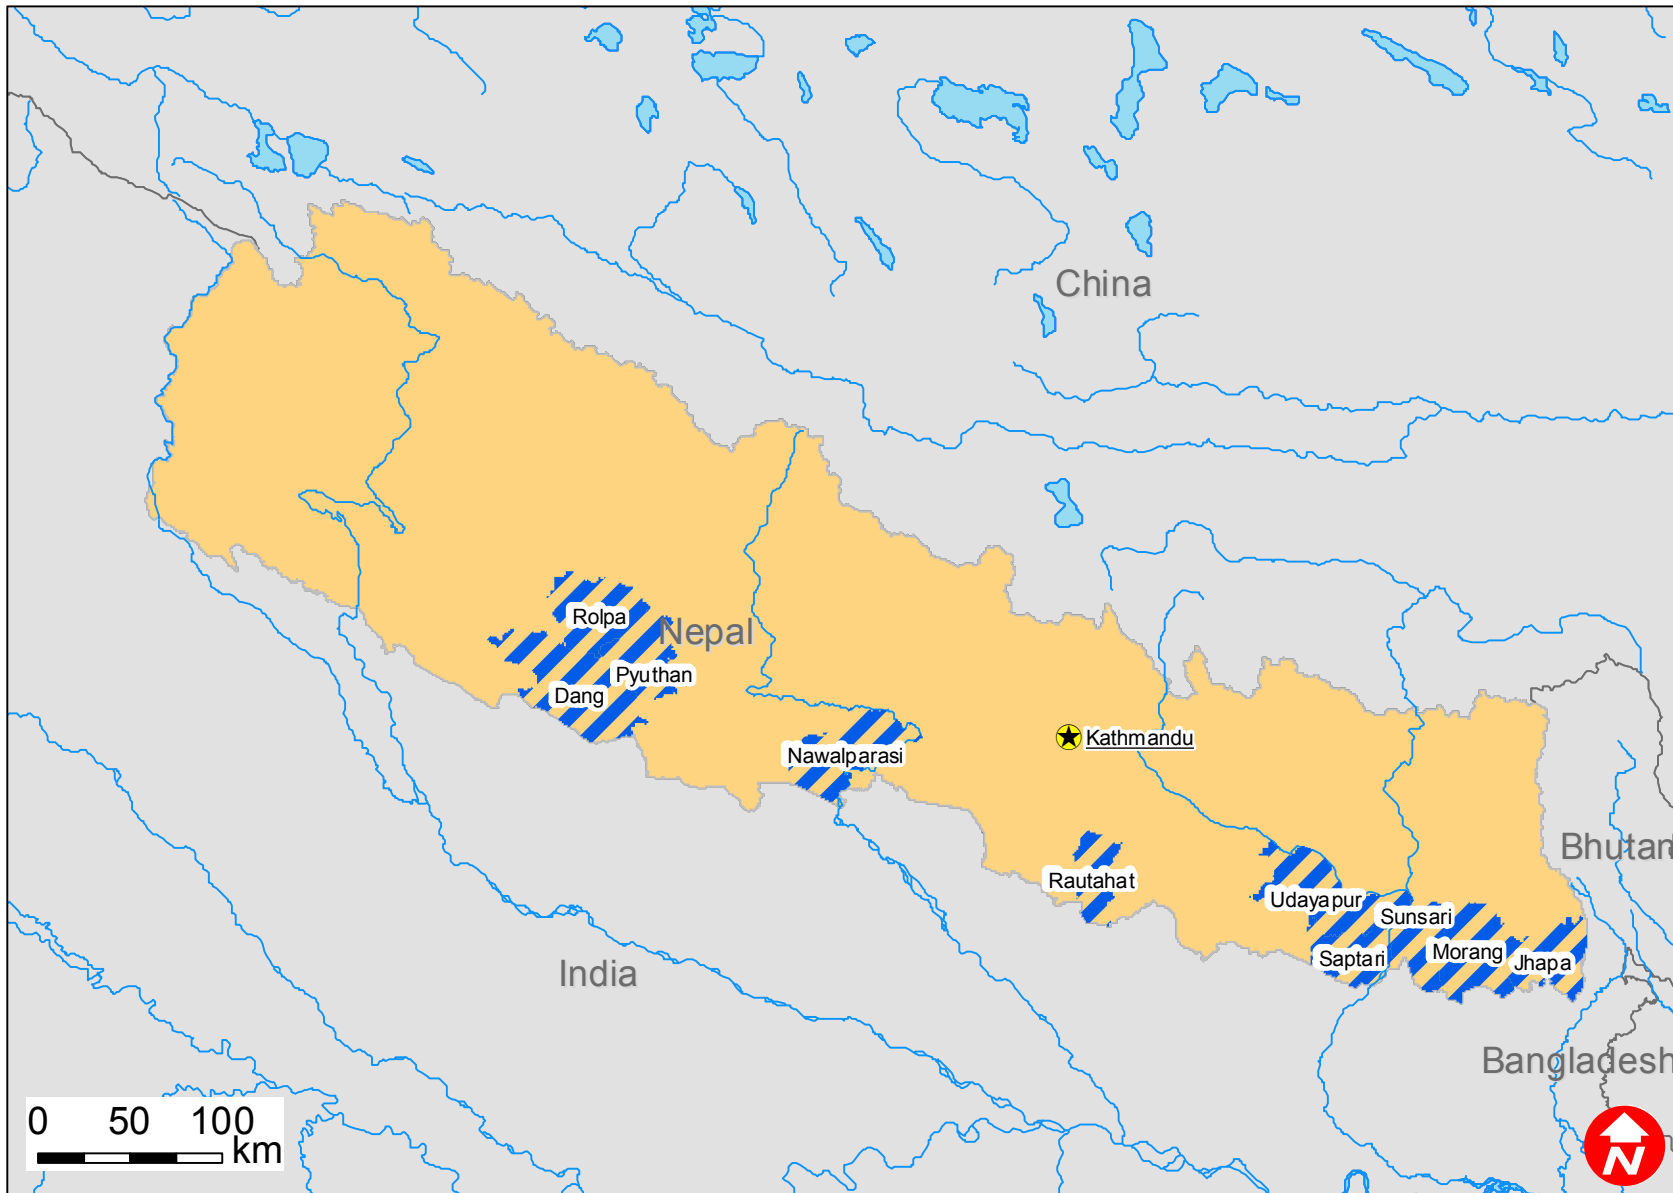 China
Rolpa
Nepal
Pyuthan
Dang
Kathmandu
Nawalparasi
Bhutan
Rautahat
Udayapur
Sunsari
Morang
Saptari
Jhapa
India
Bangladesh
0 50 100
km
N